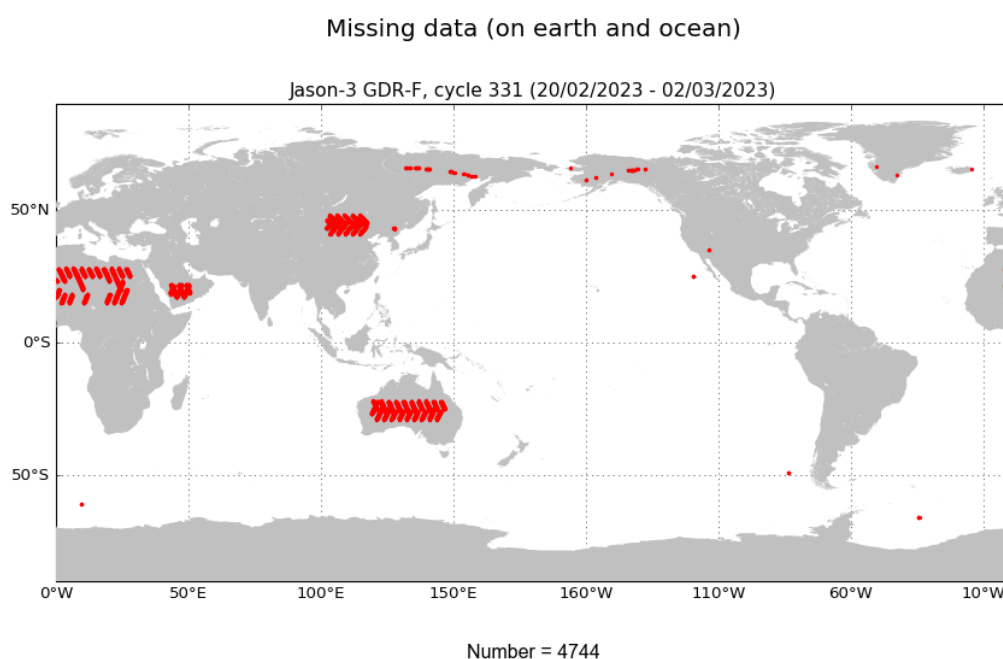 Missing data (on earth and ocean)
Jason-3 GDR-F, cycle 331 (20/02/2023 - 02/03/2023)
50°N
0°S
50°S
0°W 50°E 100°E 150°E 160°W 110°W 60°W 10°W
Number = 4744